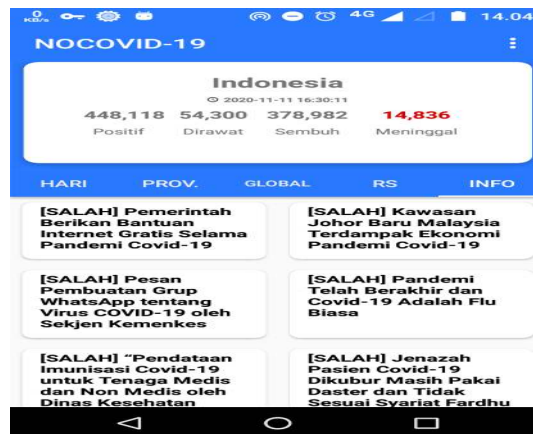 0 KB/s 4G 14.04
NOCOVID-19
Indonesia
2020-11-11 16:30:11
448,118 54,300 378,982 14,836
Positif Dirawat Sembuh Meninggal
HARI PROV. GLOBAL RS INFO
[SALAH] Pemerintah
Berikan Bantuan
Internet Gratis Selama
Pandemi Covid-19
[SALAH] Kawasan
Johor Baru Malaysia
Terdampak Ekonomi
Pandemi Covid-19
[SALAH] Pesan
Pembuatan Grup
WhatsApp tentang
Virus COVID-19 oleh
Sekjen Kemenkes
[SALAH] Pandemi
Telah Berakhir dan
Covid-19 Adalah Flu
Biasa
[SALAH] “Pendataan
Imunisasi Covid-19
untuk Tenaga Medis
dan Non Medis oleh
Dinas Kesehatan
[SALAH] Jenazah
Pasien Covid-19
Dikubur Masih Pakai
Daster dan Tidak
Sesuai Syariat Fardhu